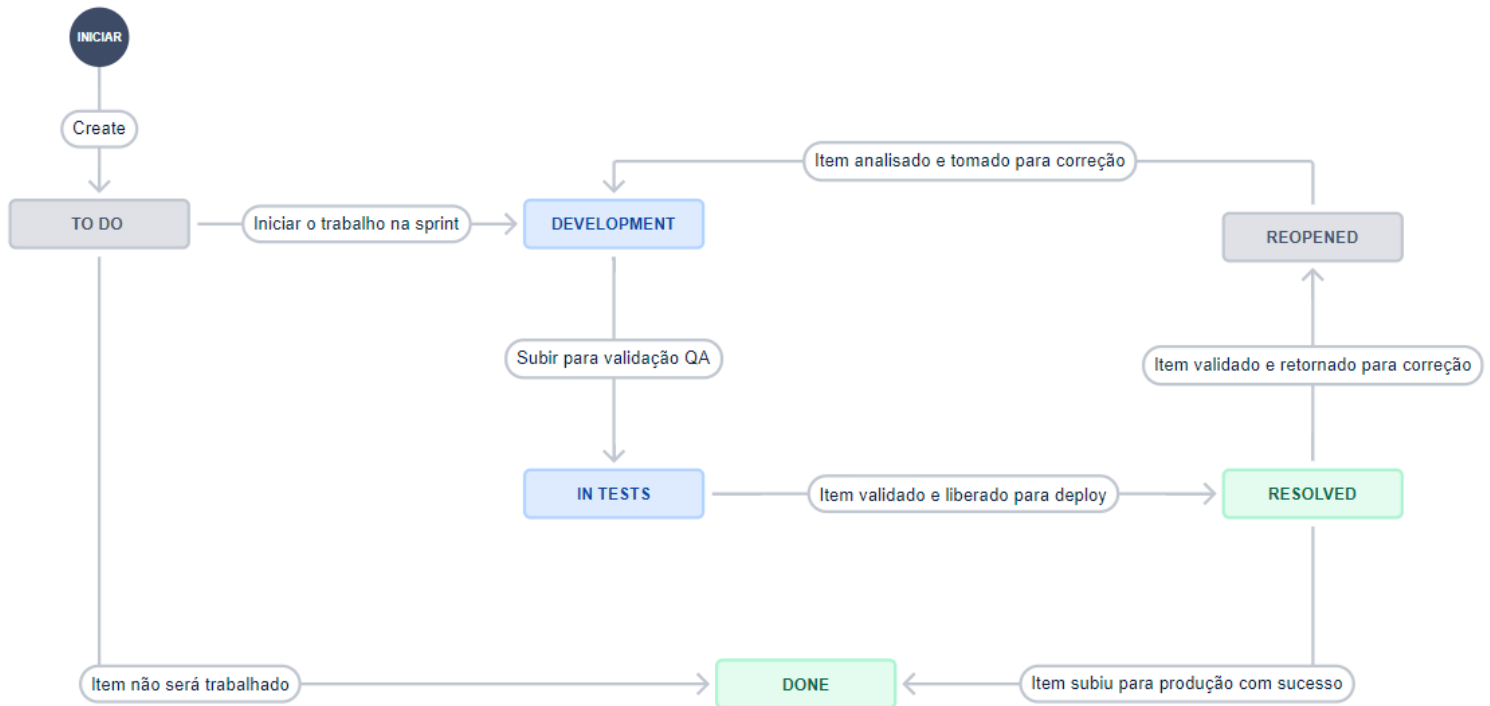 INICIAR
Create
Item analisado e tomado para correção
TO DO
Iniciar o trabalho na sprint
DEVELOPMENT
REOPENED
Subir para validação QA
Item validado e retornado para correção
IN TESTS
Item validado e liberado para deploy
RESOLVED
Item não será trabalhado
DONE
Item subiu para produção com sucesso